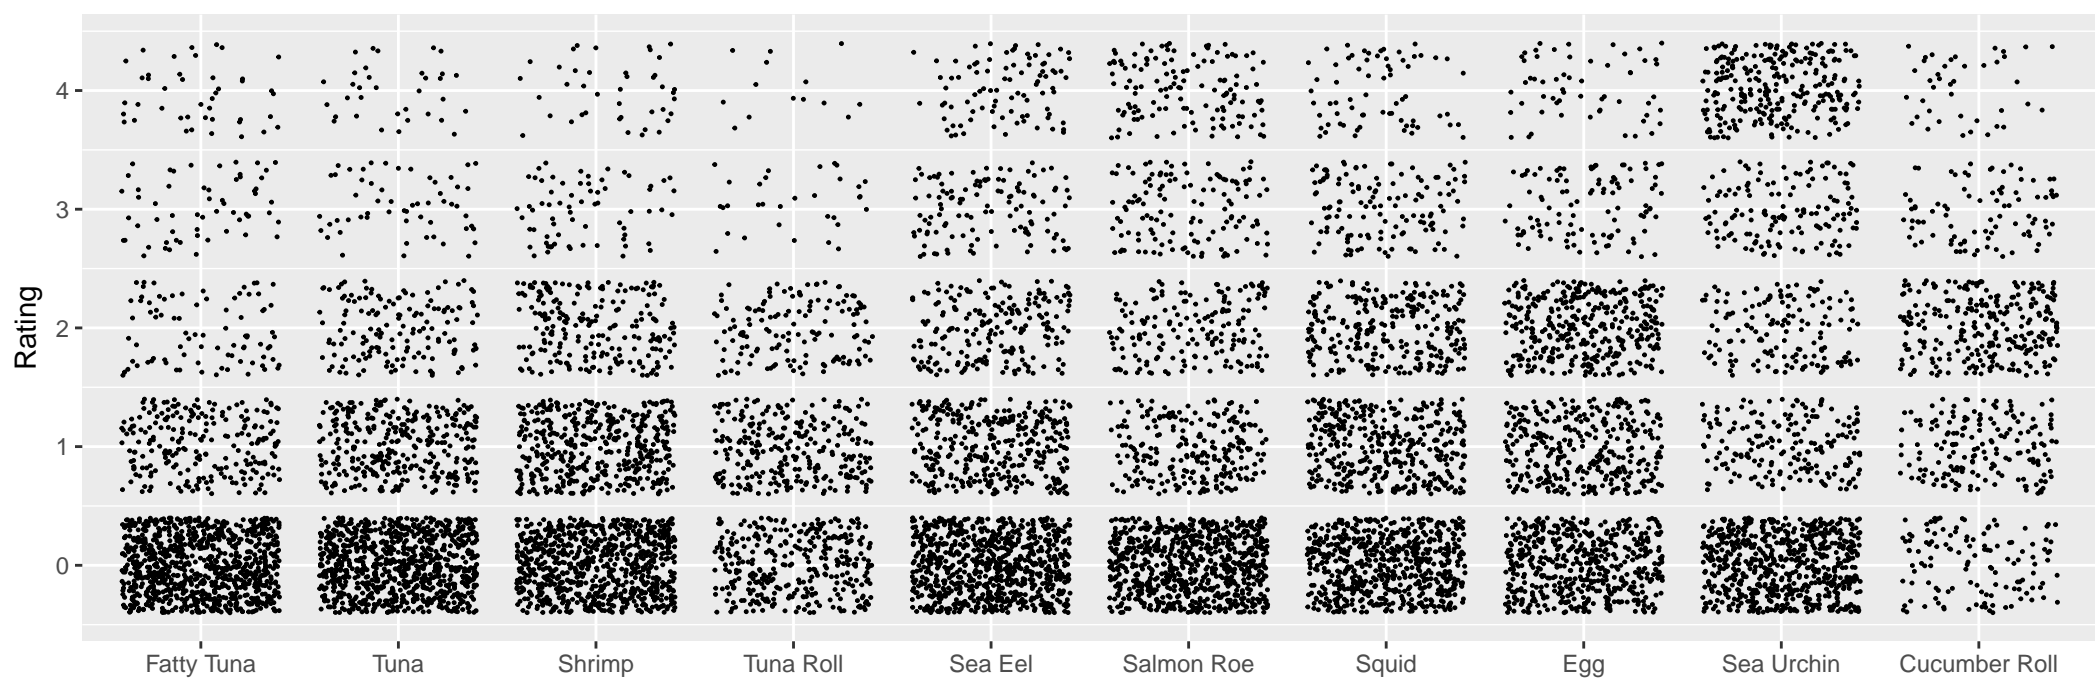 4
3
2
1
0
Rating
Fatty Tuna
Tuna
Shrimp
Tuna Roll
Sea Eel
Salmon Roe
Squid
Egg
Sea Urchin
Cucumber Roll